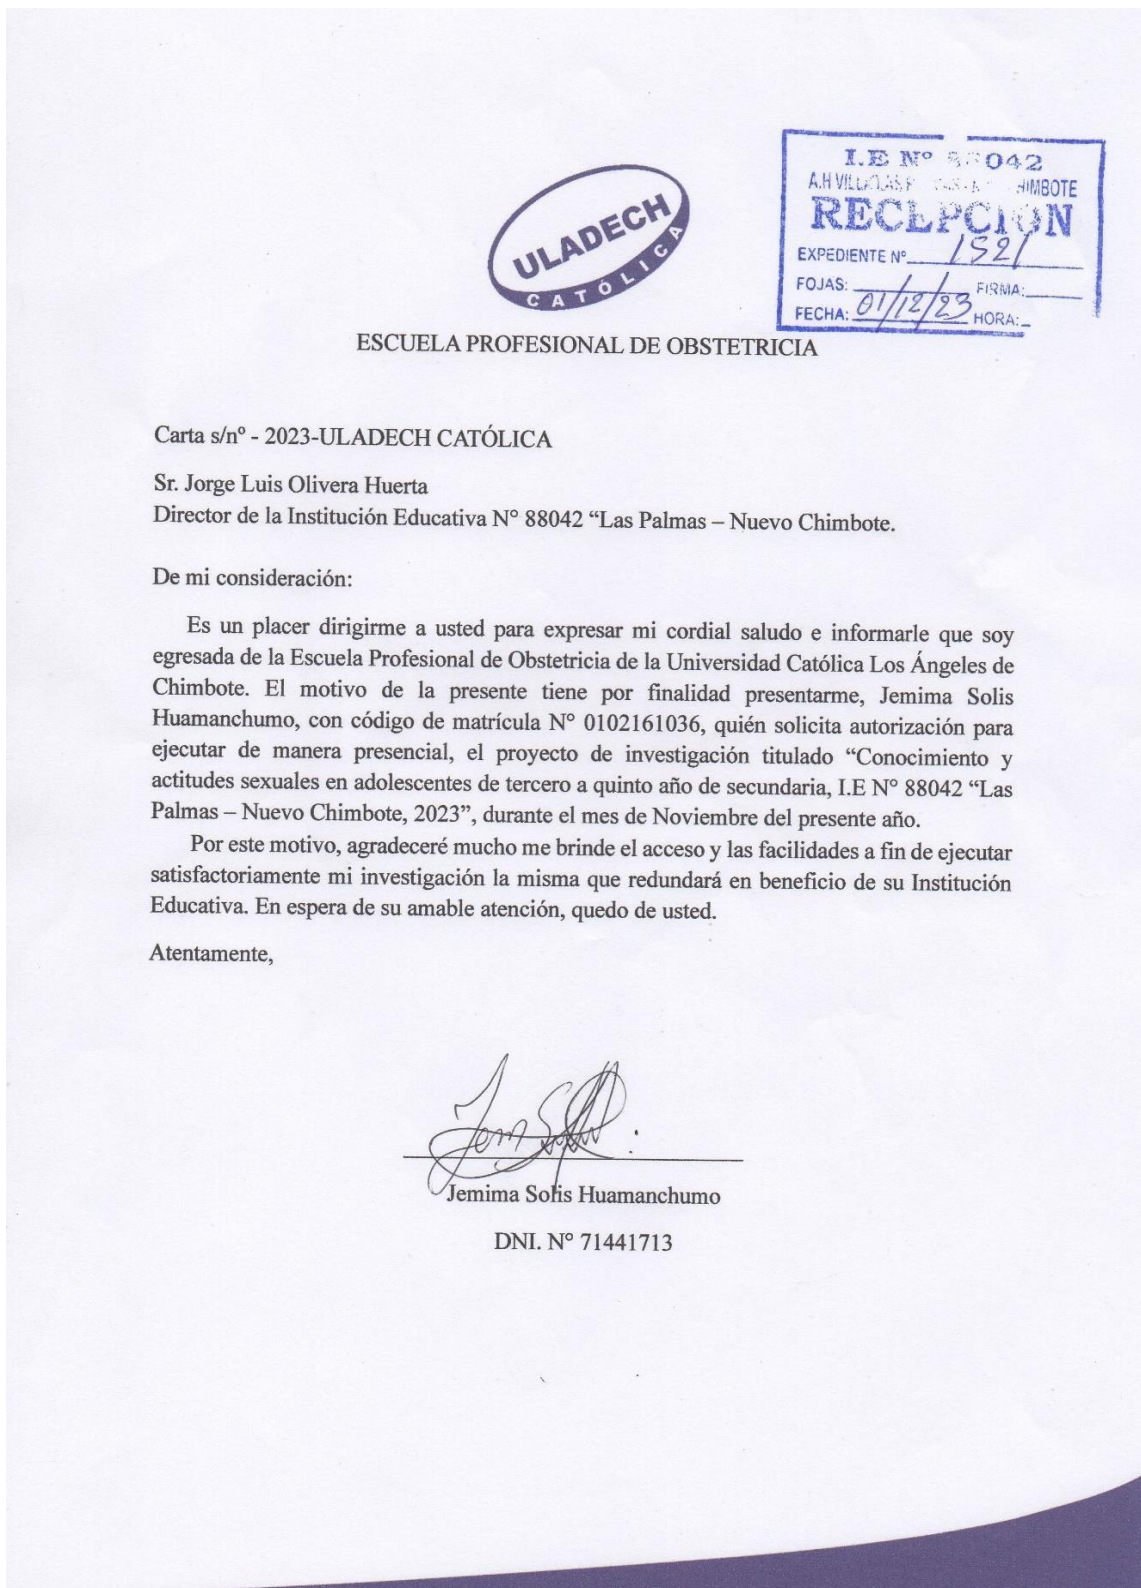 ULADECH
CATÓLICA
I.E Nº 88042
A.H VILLA LAS P CHIMBOTE
RECEPCION
EXPEDIENTE Nº 1521
FOJAS: FIRMA:
FECHA: 01/12/23 HORA:
ESCUELA PROFESIONAL DE OBSTETRICIA
Carta s/nº - 2023-ULADECH CATÓLICA
Sr. Jorge Luis Olivera Huerta
Director de la Institución Educativa N° 88042 “Las Palmas – Nuevo Chimbote.
De mi consideración:
Es un placer dirigirme a usted para expresar mi cordial saludo e informarle que soy
egresada de la Escuela Profesional de Obstetricia de la Universidad Católica Los Ángeles de
Chimbote. El motivo de la presente tiene por finalidad presentarme, Jemima Solis
Huamanchumo, con código de matrícula N° 0102161036, quién solicita autorización para
ejecutar de manera presencial, el proyecto de investigación titulado “Conocimiento y
actitudes sexuales en adolescentes de tercero a quinto año de secundaria, I.E N° 88042 “Las
Palmas – Nuevo Chimbote, 2023”, durante el mes de Noviembre del presente año.
Por este motivo, agradeceré mucho me brinde el acceso y las facilidades a fin de ejecutar
satisfactoriamente mi investigación la misma que redundará en beneficio de su Institución
Educativa. En espera de su amable atención, quedo de usted.
Atentamente,
Jemima Solis Huamanchumo
DNI. N° 71441713